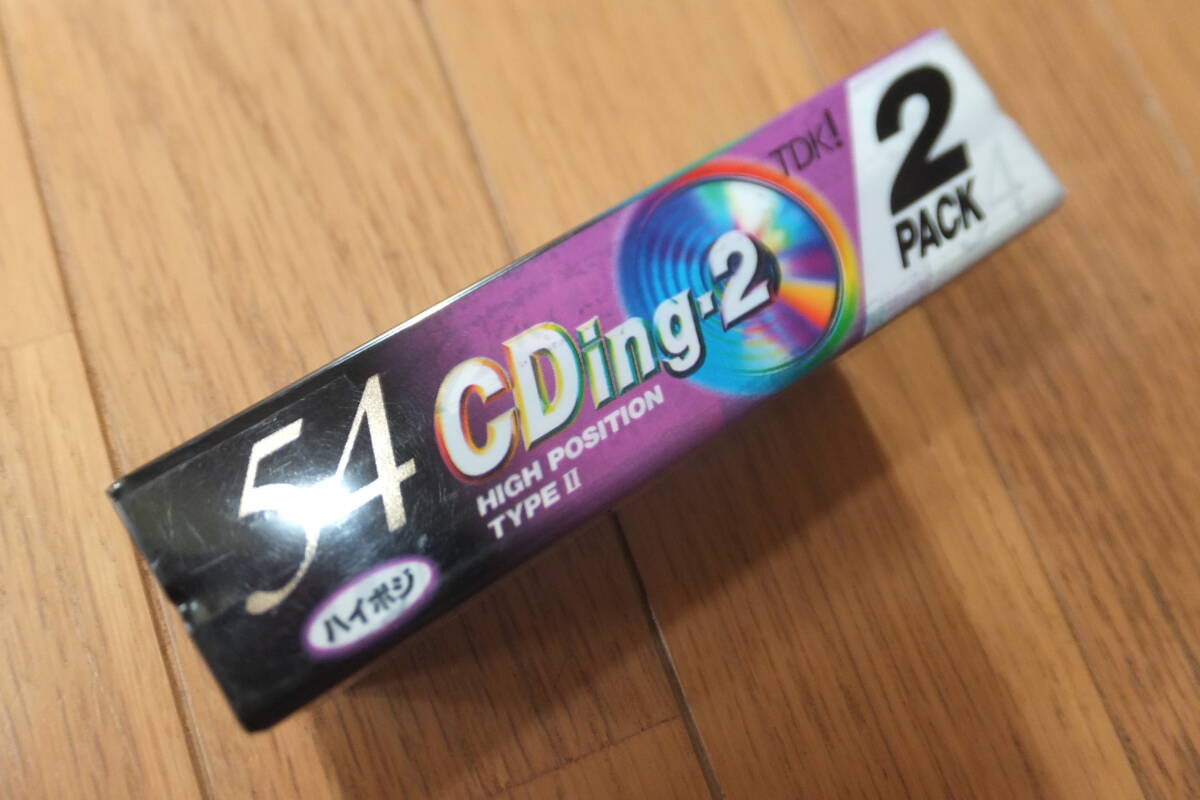 54
ハイポジ
CDing-2
HIGH POSITION
TYPE II
TDK!
2
PACK